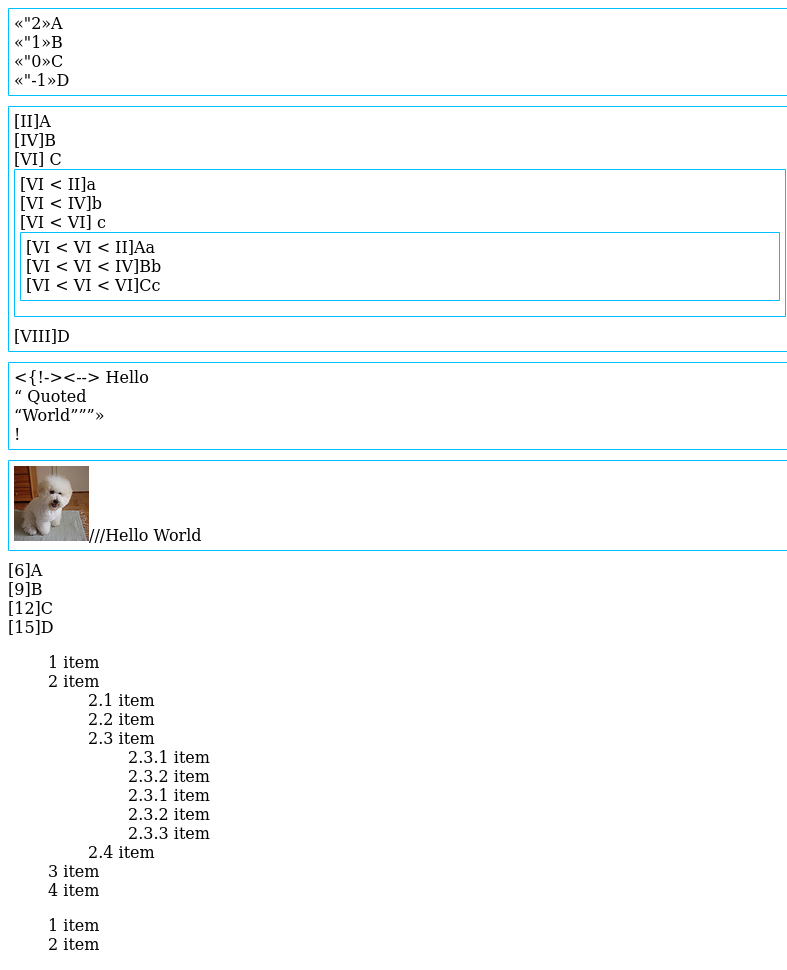 «"2»A
«"1»B
«"0»C
«"-1»D
[II]A
[IV]B
[VI] C
[VI < II]a
[VI < IV]b
[VI < VI] c
[VI < VI < II]Aa
[VI < VI < IV]Bb
[VI < VI < VI]Cc
[VIII]D
<{!-><--> Hello
“ Quoted
“World”””»
!
///Hello World
[6]A
[9]B
[12]C
[15]D
1 item
2 item
2.1 item
2.2 item
2.3 item
2.3.1 item
2.3.2 item
2.3.1 item
2.3.2 item
2.3.3 item
2.4 item
3 item
4 item
1 item
2 item